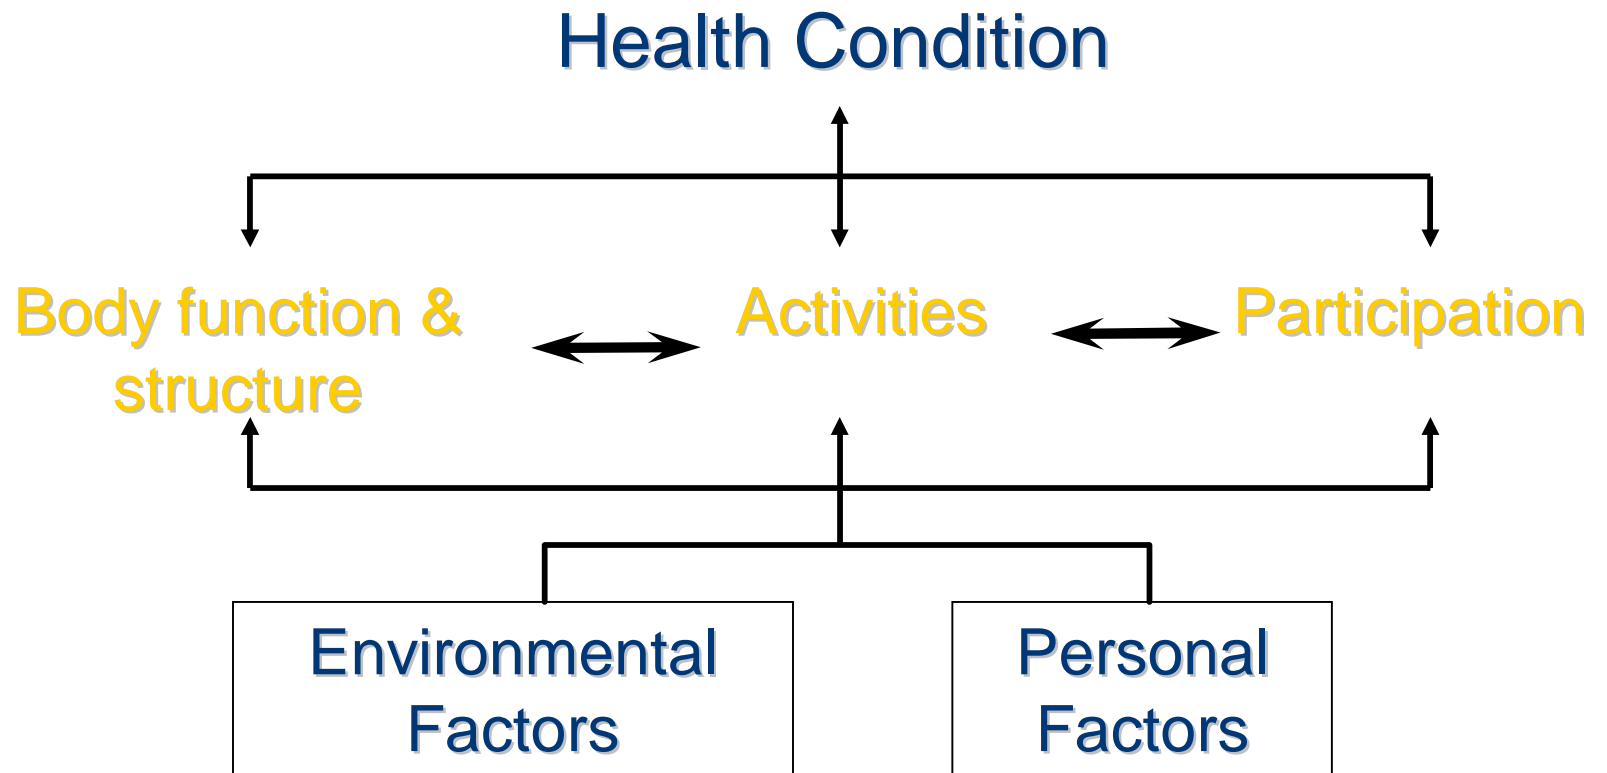 Health Condition
Body function &
structure
Activities
Participation
Environmental
Factors
Personal
Factors